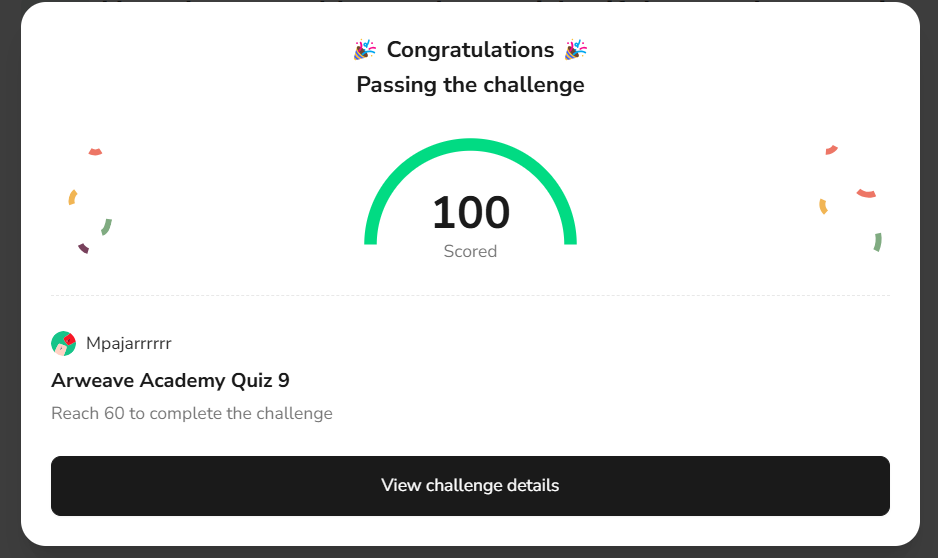 🎉 Congratulations 🎉
Passing the challenge
100
Scored
Mpajarrrrrr
Arweave Academy Quiz 9
Reach 60 to complete the challenge
View challenge details